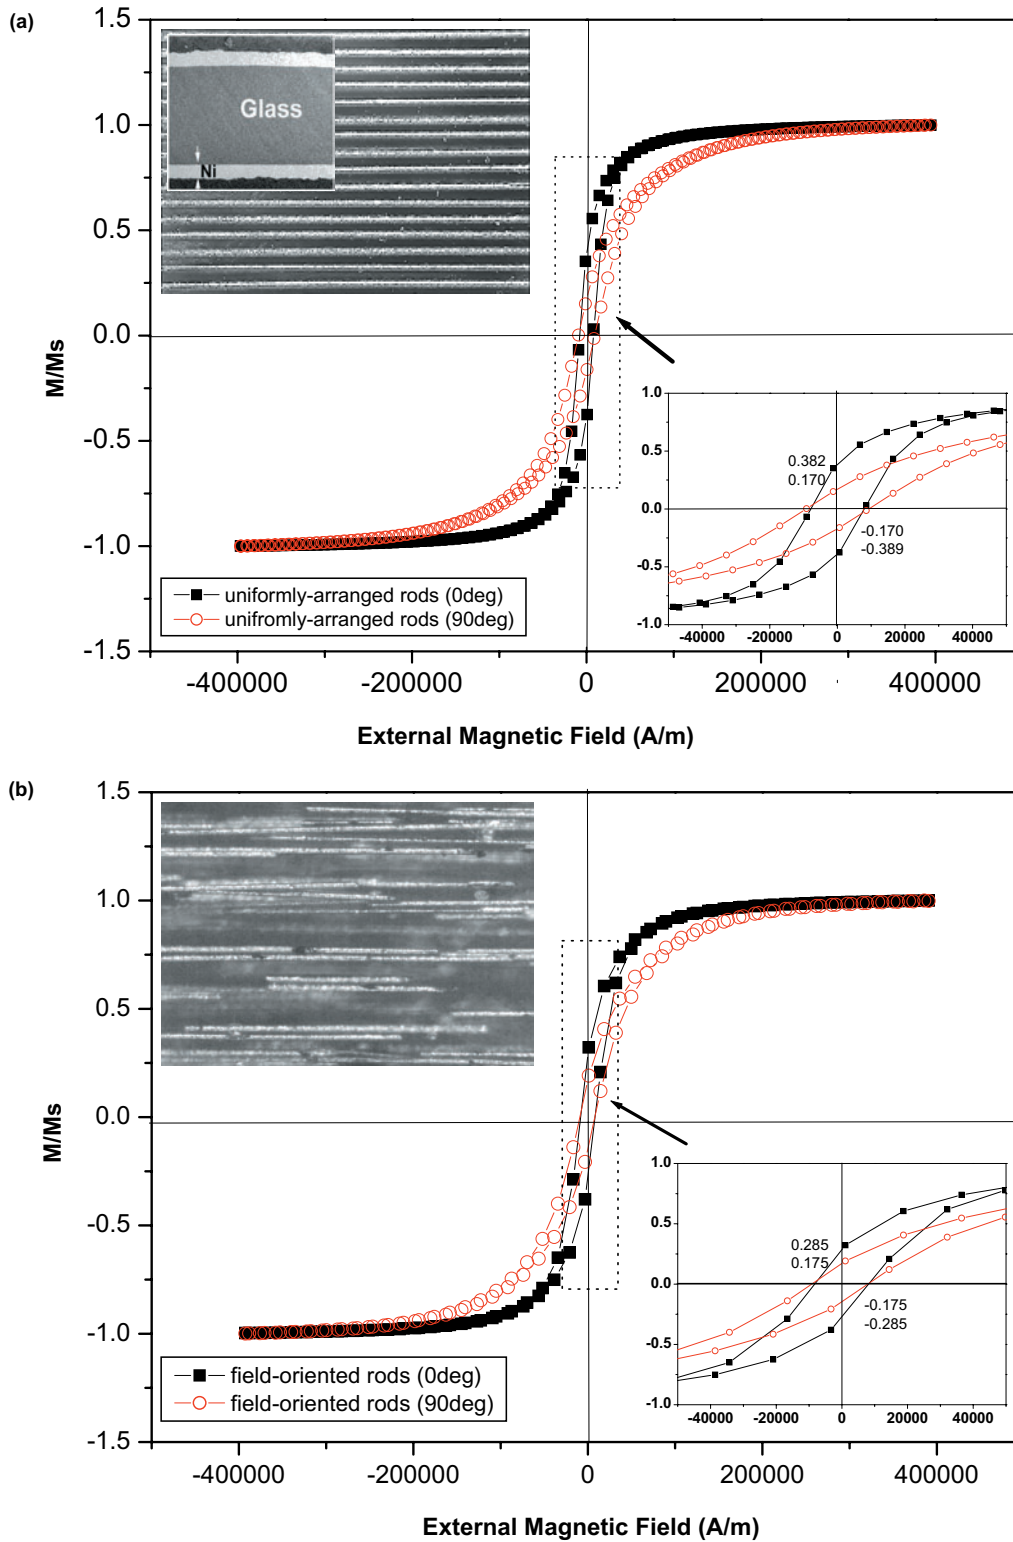 (a)
1.5
1.0
0.5
0.0
-0.5
-1.0
-1.5
M/Ms
Glass
Ni
0.382
0.170
-0.170
-0.389
1.0
0.5
0.0
-0.5
-1.0
-40000 -20000 0 20000 40000
uniformly-arranged rods (0deg)
unifromly-arranged rods (90deg)
-400000 -200000 0 200000 400000
External Magnetic Field (A/m)
(b)
1.5
1.0
0.5
0.0
-0.5
-1.0
-1.5
M/Ms
0.285
0.175
-0.175
-0.285
1.0
0.5
0.0
-0.5
-1.0
-40000 -20000 0 20000 40000
field-oriented rods (0deg)
field-oriented rods (90deg)
-400000 -200000 0 200000 400000
External Magnetic Field (A/m)